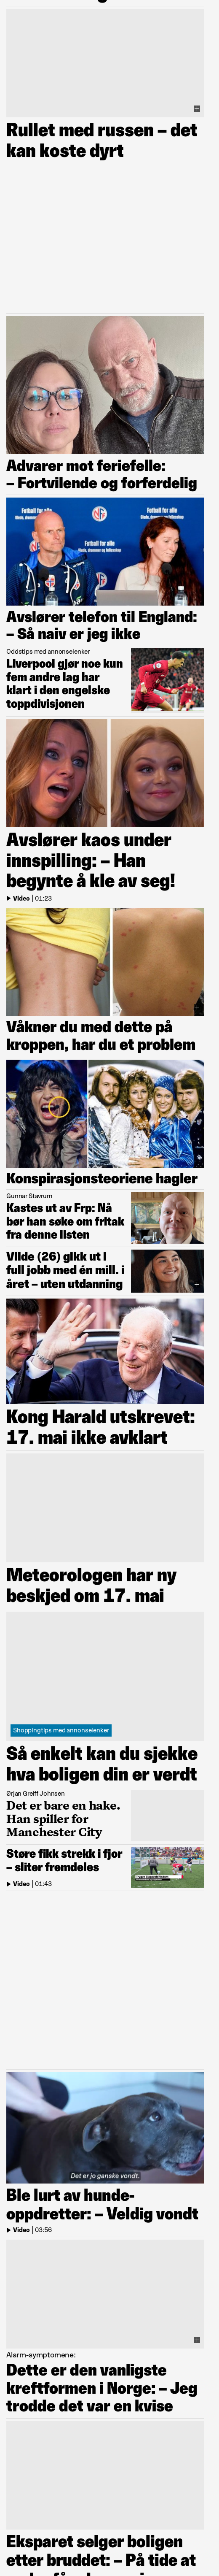 Rullet med russen – det
kan koste dyrt
Advarer mot feriefelle:
– Fortvilende og forferdelig
Fotball for alle
Fotball for alle
Avslører telefon til England:
– Så naiv er jeg ikke
Oddstips med annonselenker
Liverpool gjør noe kun
fem andre lag har
klart i den engelske
toppdivisjonen
Avslører kaos under
innspilling: – Han
begynte å kle av seg!
Video | 01:23
Våkner du med dette på
kroppen, har du et problem
Konspirasjonsteoriene hagler
Gunnar Stavrum
Kastes ut av Frp: Nå
bør han søke om fritak
fra denne listen
Vilde (26) gikk ut i
full jobb med én mill. i
året – uten utdanning
Kong Harald utskrevet:
17. mai ikke avklart
Meteorologen har ny
beskjed om 17. mai
Shoppingtips med annonselenker
Så enkelt kan du sjekke
hva boligen din er verdt
Ørjan Greiff Johnsen
Det er bare en hake.
Han spiller for
Manchester City
Støre fikk strekk i fjor
– sliter fremdeles
Video | 01:43
Det er jo ganske vondt.
Ble lurt av hunde-
oppdretter: – Veldig vondt
Video | 03:56
Alarm-symptomene:
Dette er den vanligste
kreftformen i Norge: – Jeg
trodde det var en kvise
Eksparet selger boligen
etter bruddet: – På tide at